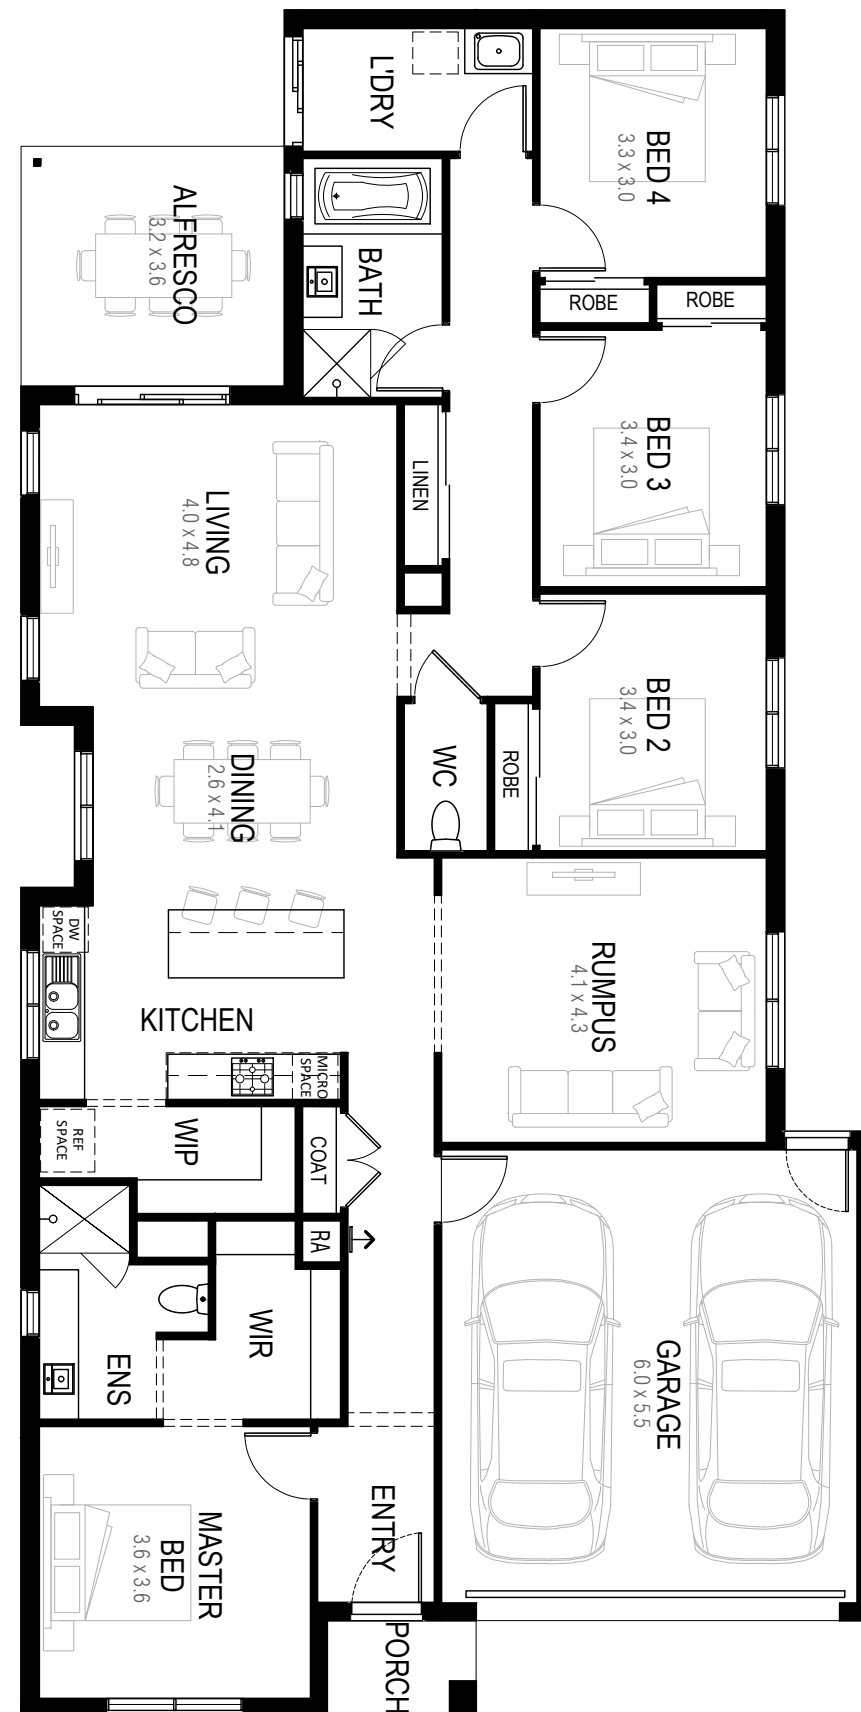 L'DRY
BED 4
3.3 x 3.0
ALFRESCO
3.2 x 3.6
BATH
ROBE
ROBE
BED 3
3.4 x 3.0
LINEN
LIVING
4.0 x 4.8
BED 2
3.4 x 3.0
WC
ROBE
DINING
2.6 x 4.1
DW
SPACE
RUMPUS
4.1 x 4.3
KITCHEN
MICRO
SPACE
REF
SPACE
WIP
COAT
RA
WIR
ENS
GARAGE
6.0 x 5.5
ENTRY
MASTER
BED
3.6 x 3.6
PORCH